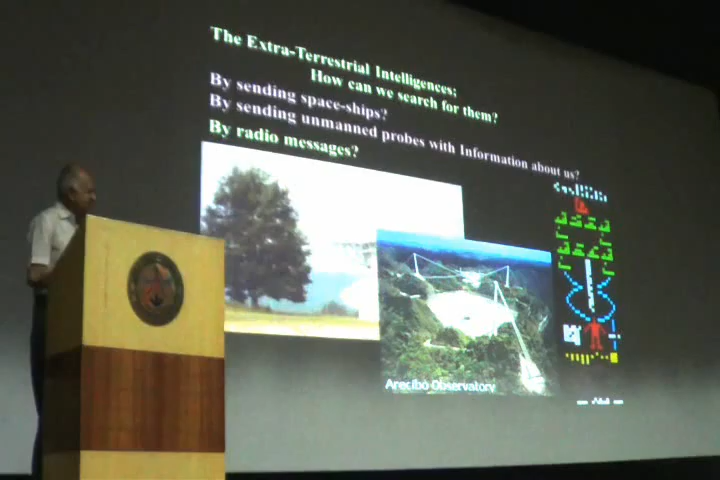 The Extra-Terrestrial Intelligences;
How can we search for them?
By sending space-ships?
By sending unmanned probes with Information about us?
By radio messages?
Arecibo Observatory